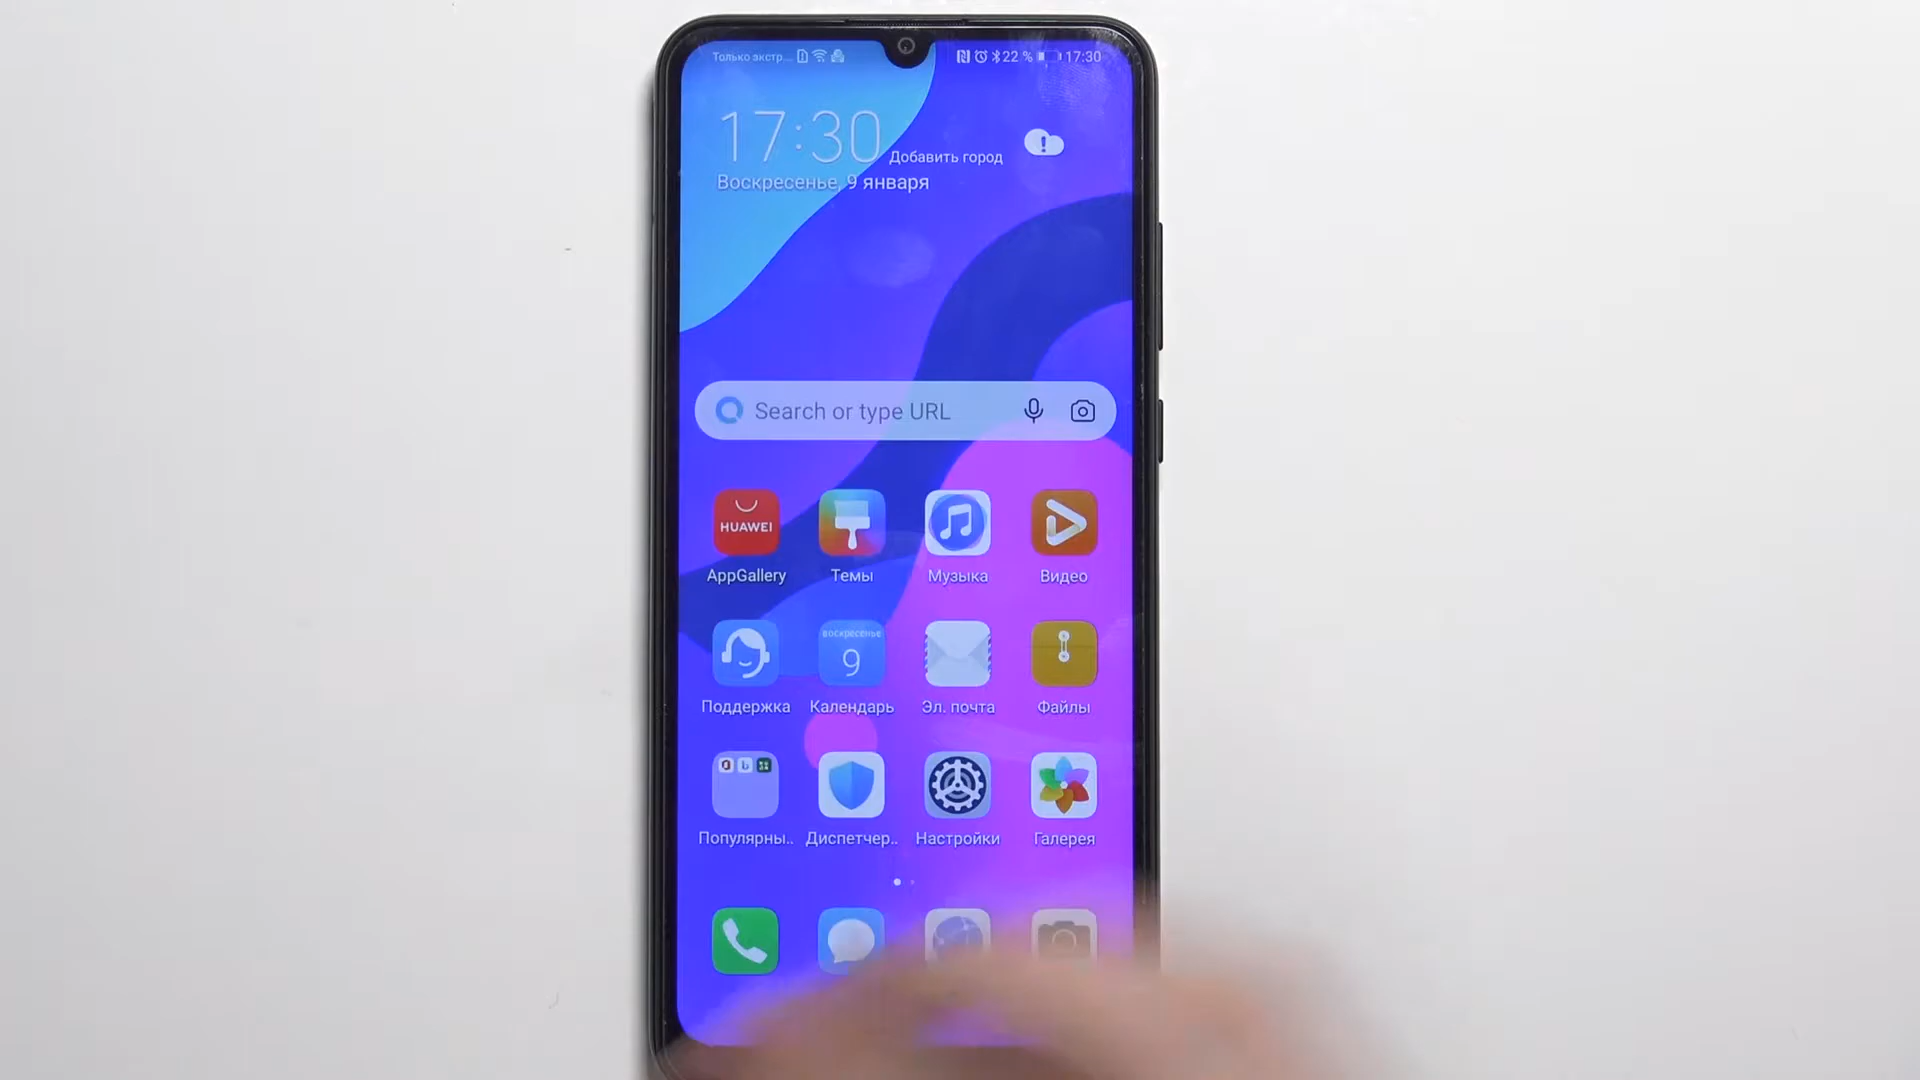 Только экстр... 22 % 17:30
17:30 Добавить город
Воскресенье, 9 января
Search or type URL
HUAWEI
AppGallery Темы Музыка Видео
воскресенье
9
Поддержка Календарь Эл. почта Файлы
Популярны.. Диспетчер.. Настройки Галерея